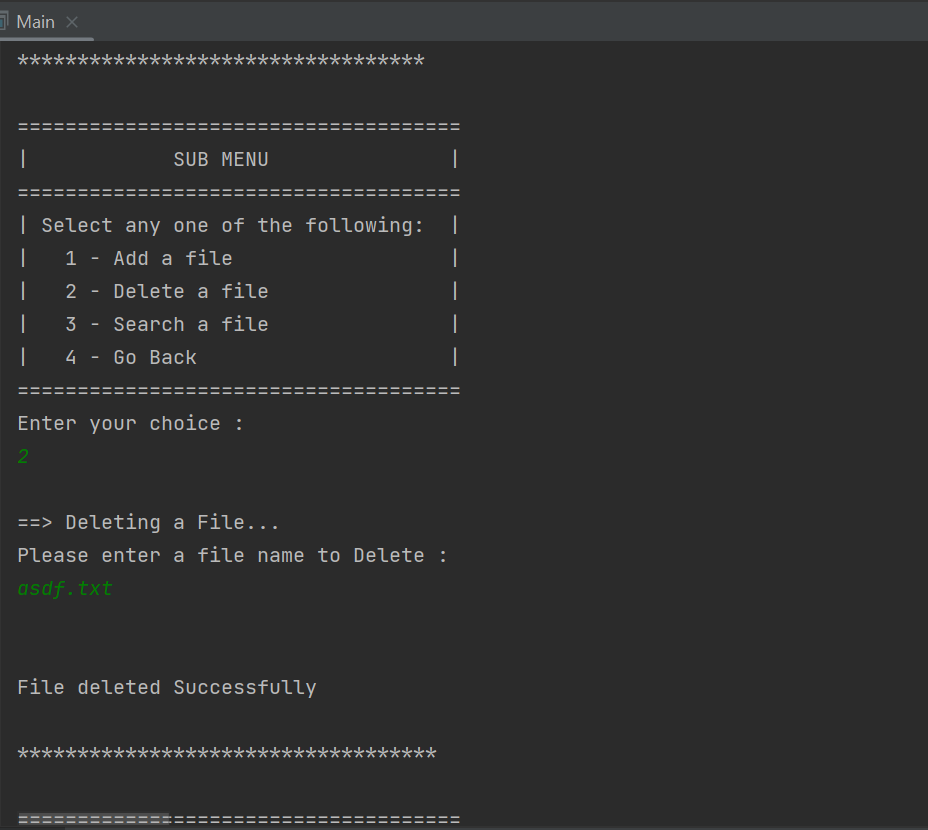 Main
**********************************
=====================================
|            SUB MENU               |
=====================================
| Select any one of the following:  |
|   1 - Add a file                  |
|   2 - Delete a file               |
|   3 - Search a file               |
|   4 - Go Back                     |
=====================================
Enter your choice :
2
==> Deleting a File...
Please enter a file name to Delete :
asdf.txt
File deleted Successfully
***********************************
=====================================